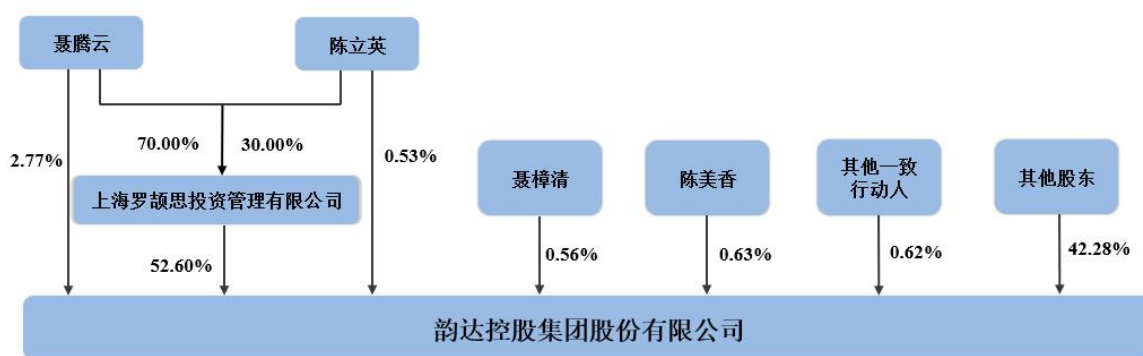 聂腾云
陈立英
70.00%
30.00%
2.77%
0.53%
上海罗颉思投资管理有限公司
聂樟清
陈美香
其他一致
行动人
其他股东
52.60%
0.56%
0.63%
0.62%
42.28%
韵达控股集团股份有限公司